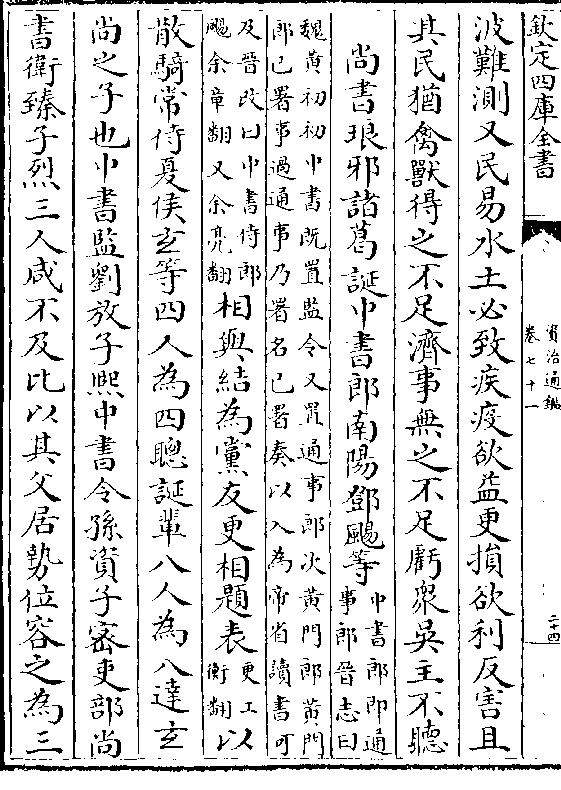 欽定四庫全書
資治通鑑
卷七十一
二十四
波難測又民易水土必致疾疫欲益更損欲利反害且
其民猶禽獸得之不足濟事無之不足虧衆吳主不聽
尚書琅邪諸葛誕中書郎南陽鄧颺等中書郎即通事郎晉志曰
魏黃初初中書既置監令又置通事郎次黃門郎黃門
郎已署事過通事乃署名已署奏以入為帝省讀書可
及晉改曰中書侍郎颺余章翻又余亮翻相與結為黨友更相題表更工衡翻以
散騎常侍夏侯玄等四人為四聰誕輩八人為八達玄
尚之子也中書監劉放子熙中書令孫資子密吏部尚
書衛臻子烈三人咸不及比以其父居勢位容之為三